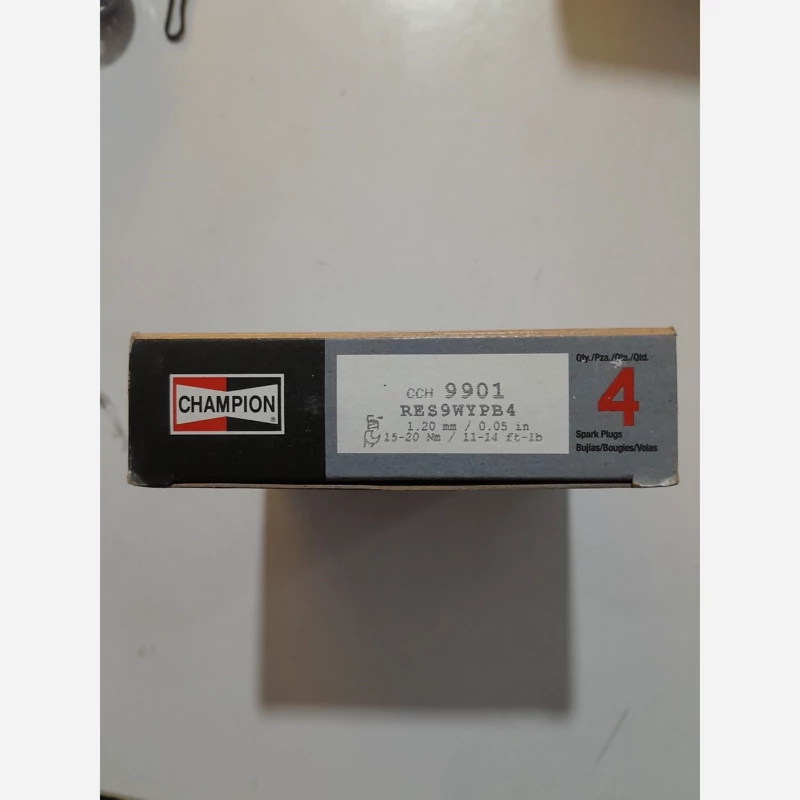 CHAMPION
®
CCH 9901
RES9WYPB4
1.20 mm / 0.05 in
15-20 Nm / 11-14 ft-lb
Qty./Pza./Qte./Qtd.
4
Spark Plugs
Bujias/Bougies/Velas